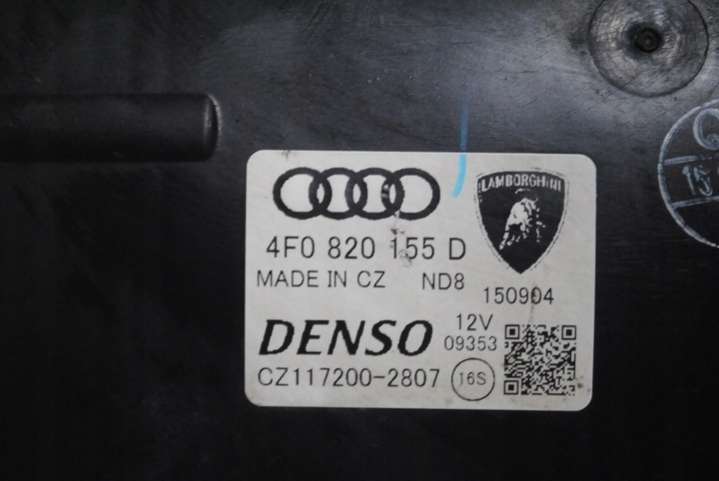 LAMBORGHINI
4F0 820 155 D
MADE IN CZ ND8
150904
DENSO 12V
09353
CZ117200-2807 16S